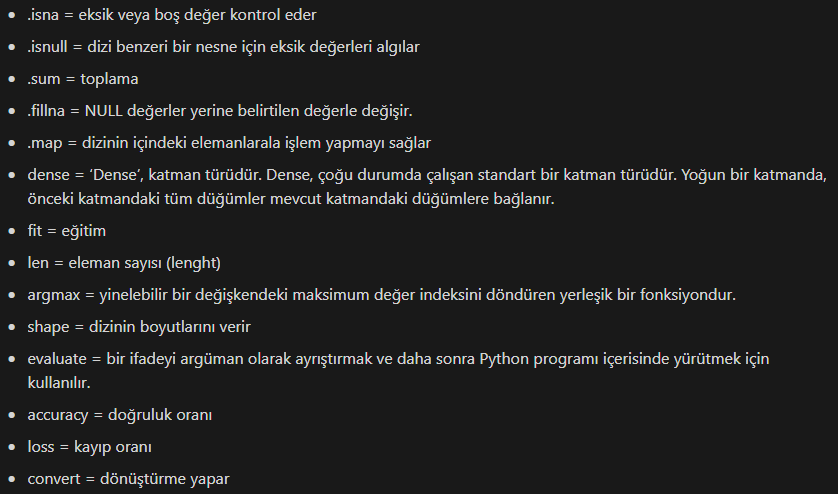 • .isna = eksik veya boş değer kontrol eder
• .isnull = dizi benzeri bir nesne için eksik değerleri algılar
• .sum = toplama
• .fillna = NULL değerler yerine belirtilen değerle değişir.
• .map = dizinin içindeki elemanlarala işlem yapmayı sağlar
• dense = ‘Dense’, katman türüdür. Dense, çoğu durumda çalışan standart bir katman türüdür. Yoğun bir katmanda,
önceki katmandaki tüm düğümler mevcut katmandaki düğümlere bağlanır.
• fit = eğitim
• len = eleman sayısı (lenght)
• argmax = yinelebilir bir değişkendeki maksimum değer indeksini döndüren yerleşik bir fonksiyondur.
• shape = dizinin boyutlarını verir
• evaluate = bir ifadeyi argüman olarak ayrıştırmak ve daha sonra Python programı içerisinde yürütmek için
kullanılır.
• accuracy = doğruluk oranı
• loss = kayıp oranı
• convert = dönüştürme yapar